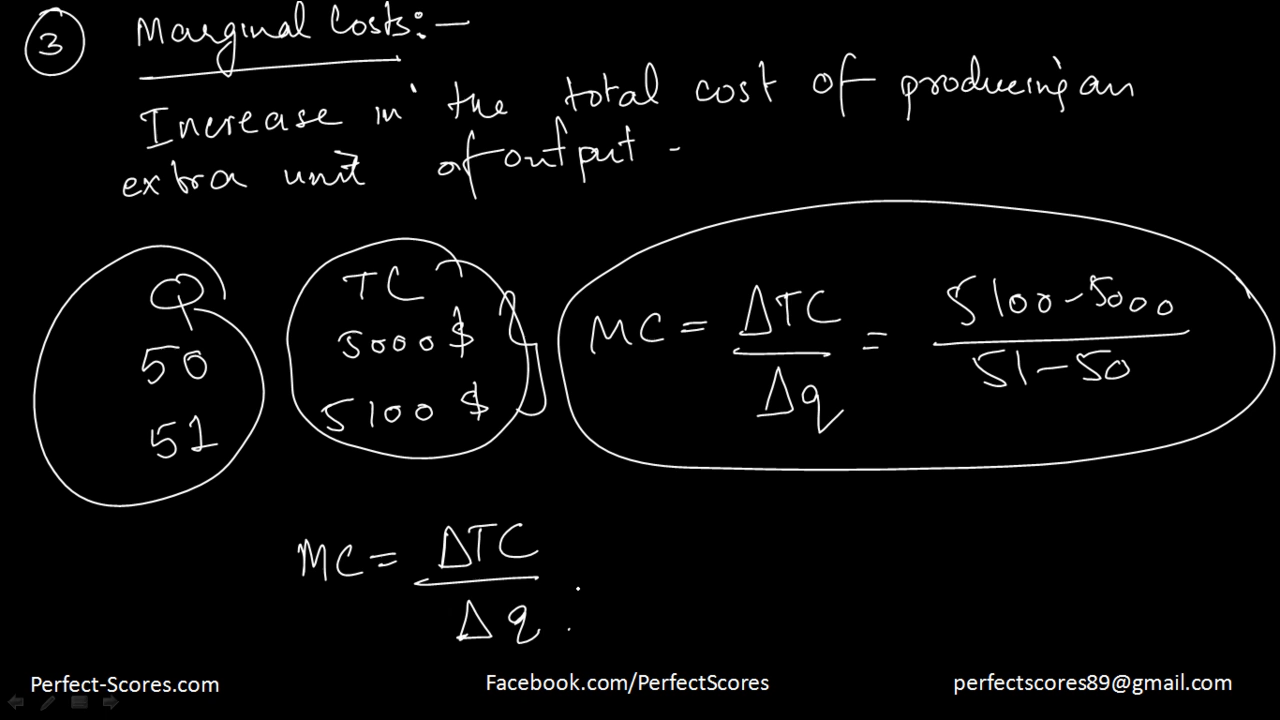 3 Marginal Costs:-
Increase in the total cost of producing an
extra unit of output -
Q
50
51
TC
5000 $
5100 $
MC = ΔTC / Δq = 5100-5000 / 51-50
MC = ΔTC / Δq
Perfect-Scores.com
Facebook.com/PerfectScores
perfectscores89@gmail.com